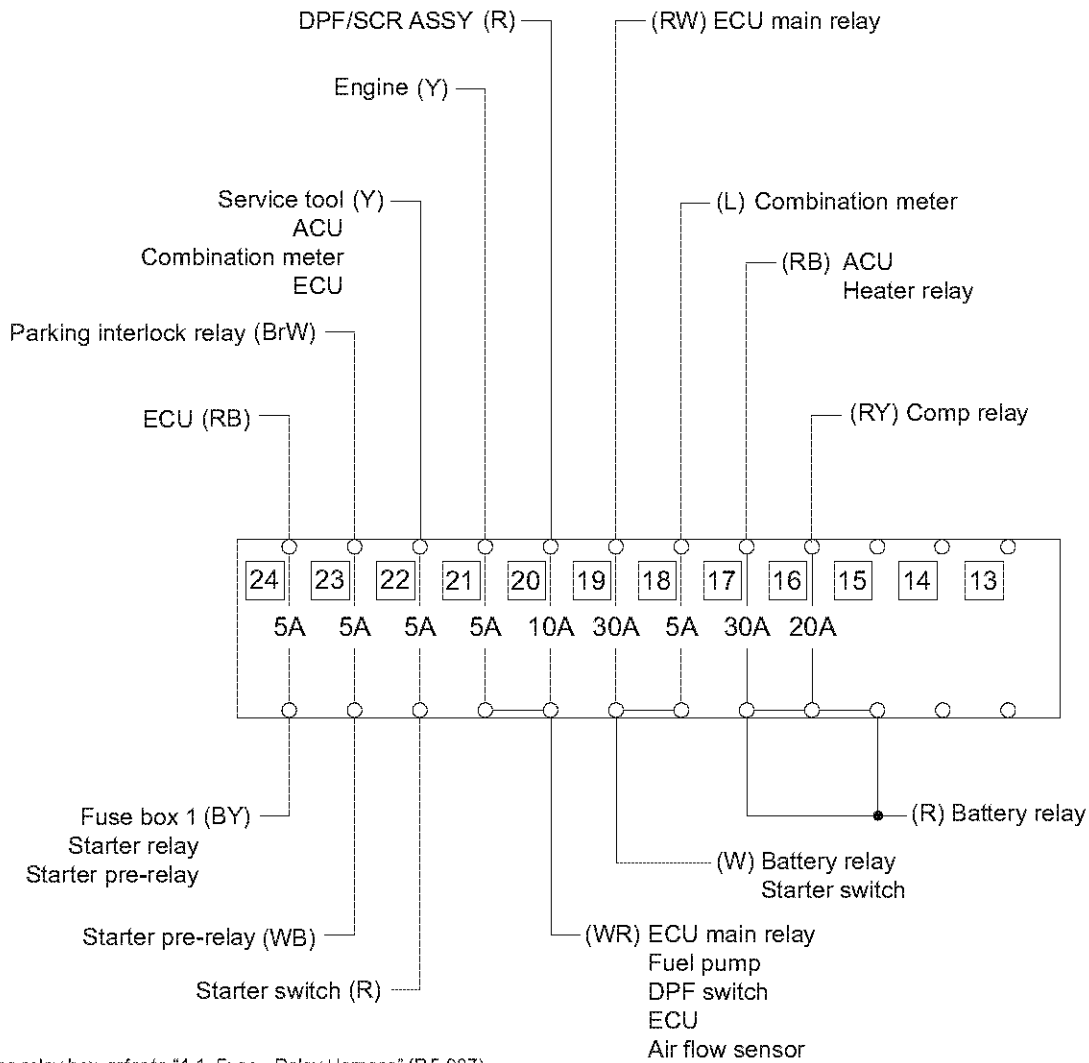 DPF/SCR ASSY (R)
(RW) ECU main relay
Engine (Y)
Service tool (Y)
ACU
Combination meter
ECU
(L) Combination meter
(RB) ACU
Heater relay
Parking interlock relay (BrW)
ECU (RB)
(RY) Comp relay
24 23 22 21 20 19 18 17 16 15 14 13
5A 5A 5A 5A 10A 30A 5A 30A 20A
Fuse box 1 (BY)
Starter relay
Starter pre-relay
(R) Battery relay
(W) Battery relay
Starter switch
Starter pre-relay (WB)
(WR) ECU main relay
Fuel pump
DPF switch
ECU
Air flow sensor
Starter switch (R)
relay box, refer to